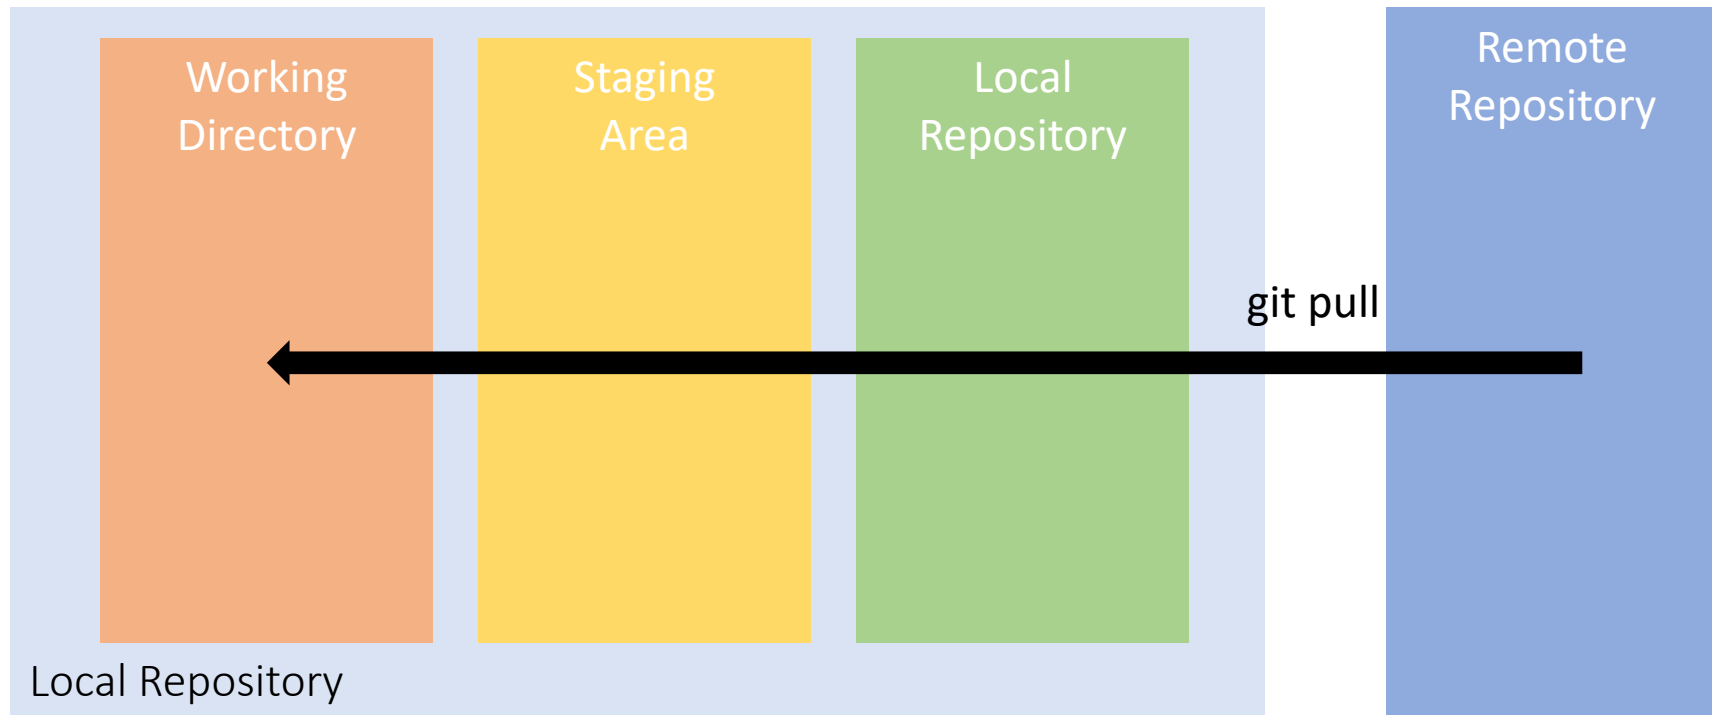 Working
Directory
Staging
Area
Local
Repository
Remote
Repository
git pull
Local Repository